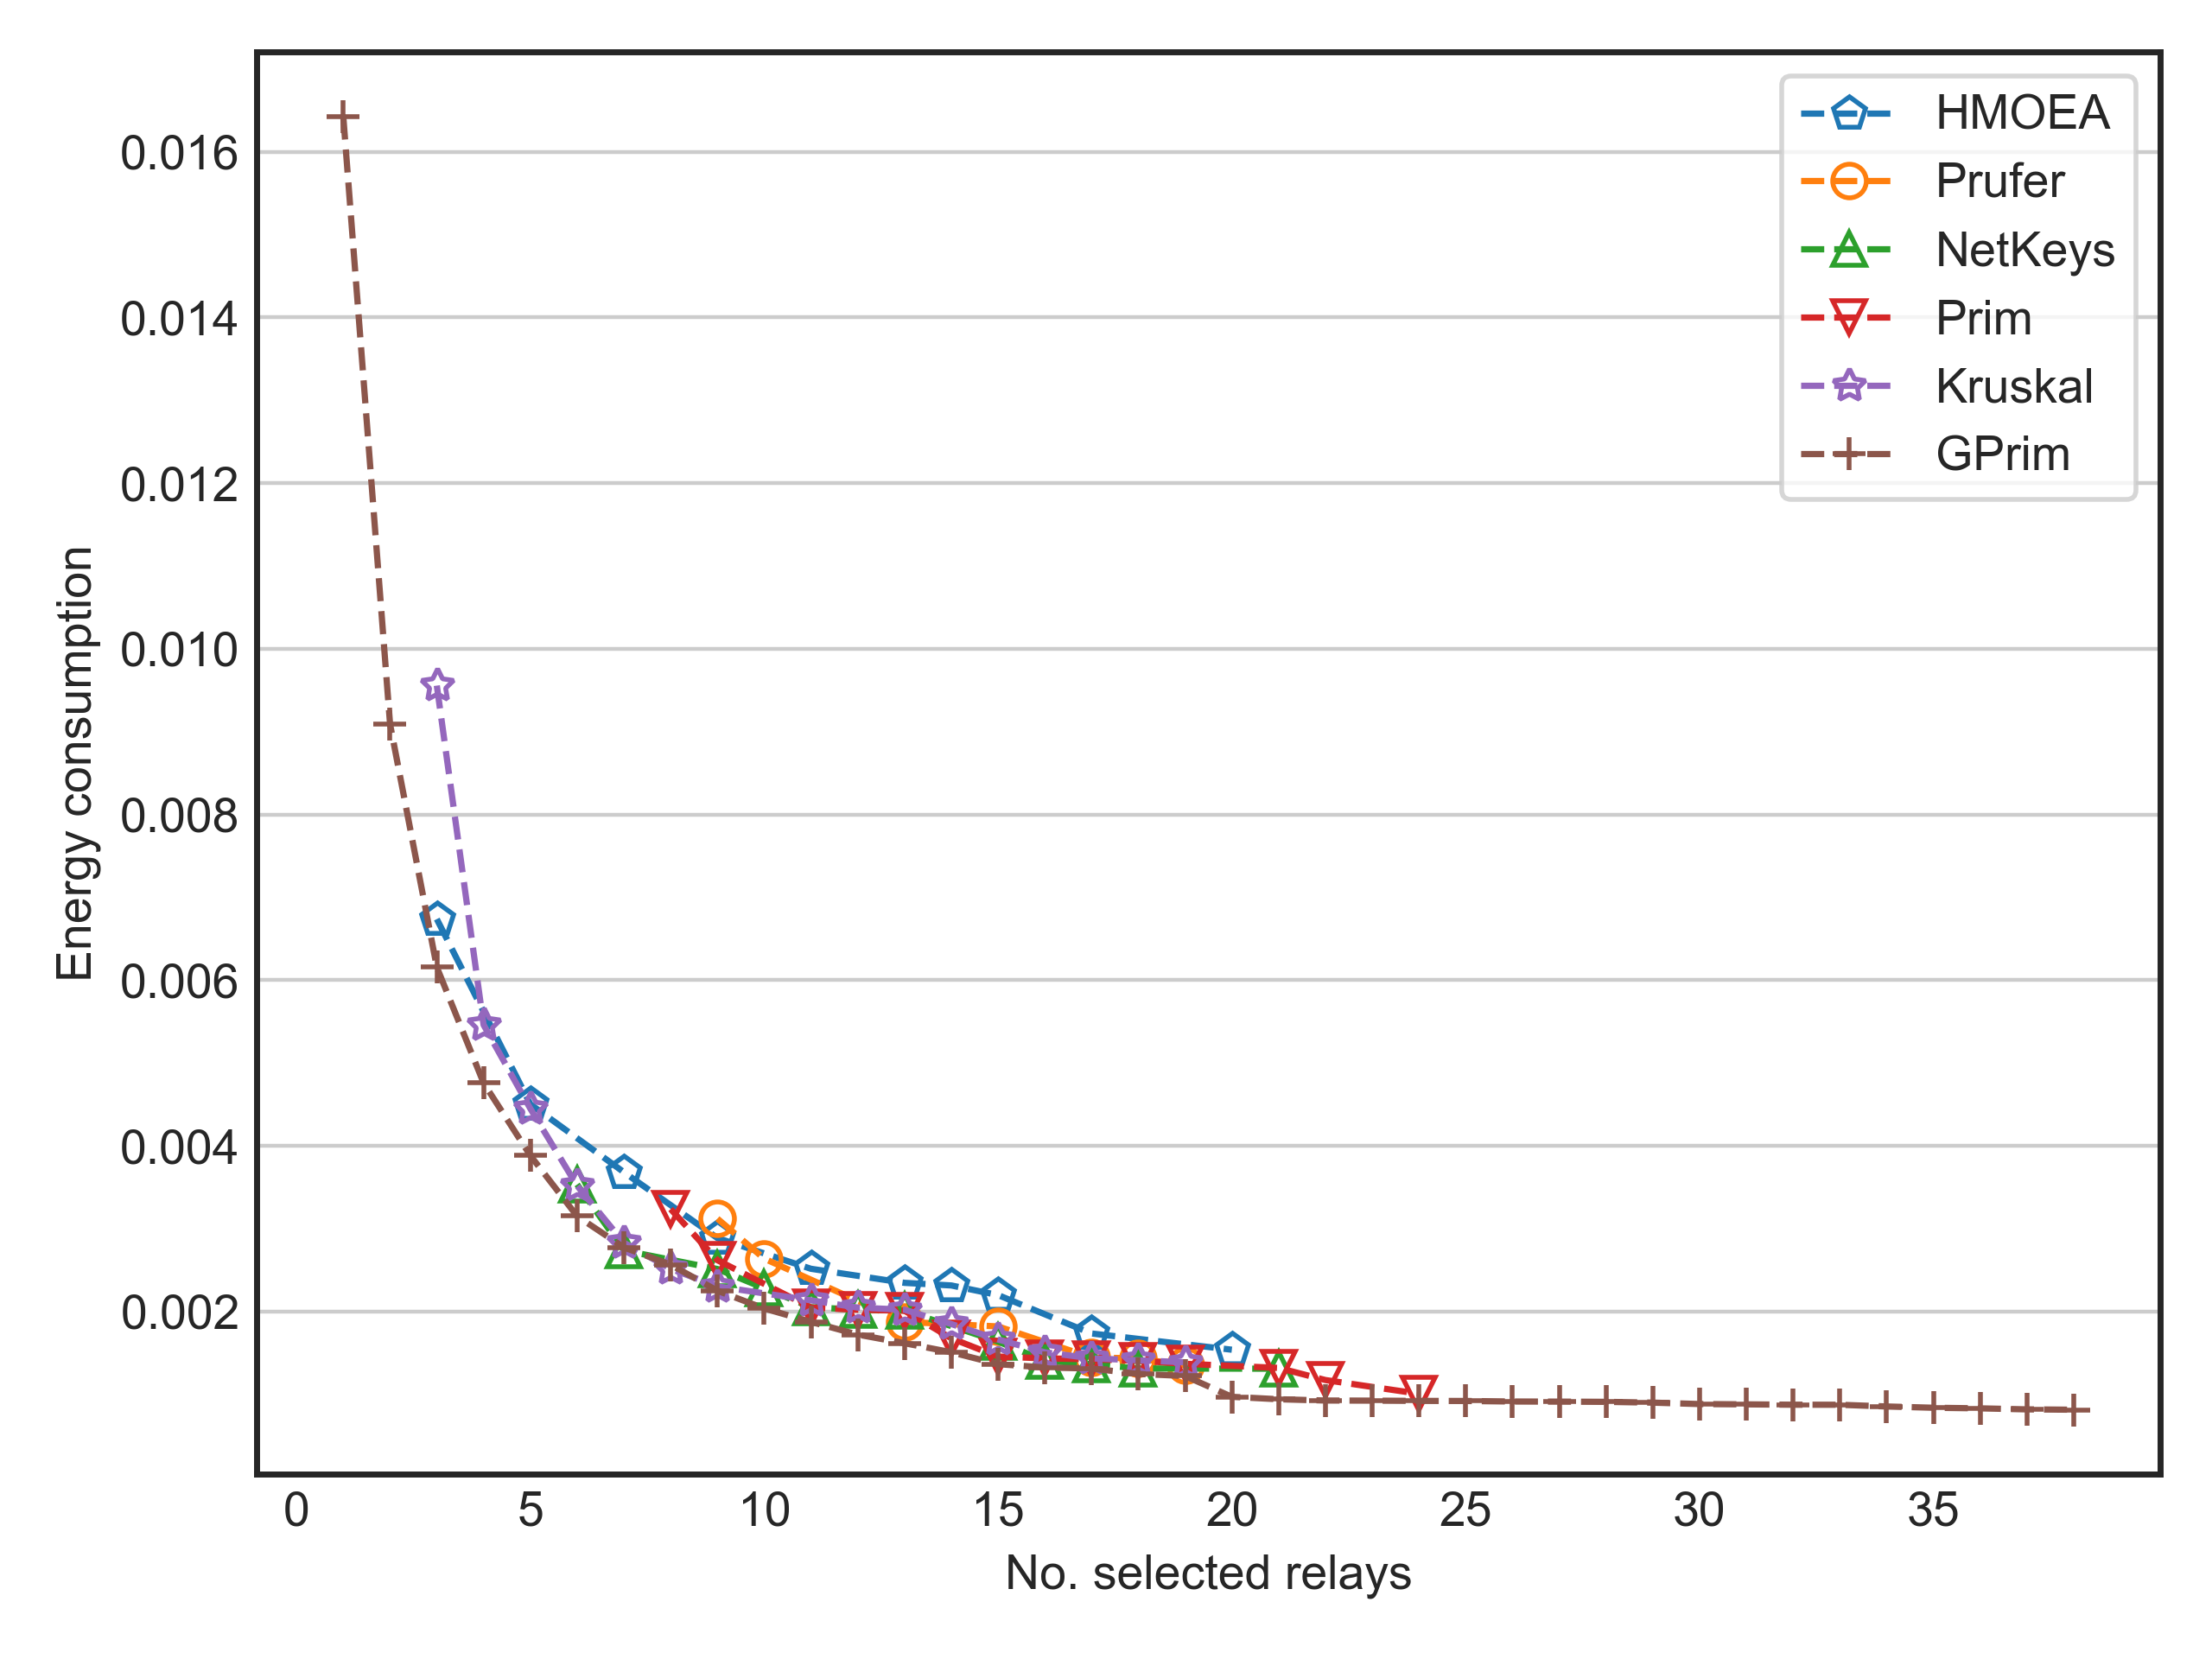 HMOEA
Prufer
NetKeys
Prim
Kruskal
GPrim
0.016
0.014
0.012
0.010
0.008
0.006
0.004
0.002
Energy consumption
0 5 10 15 20 25 30 35
No. selected relays